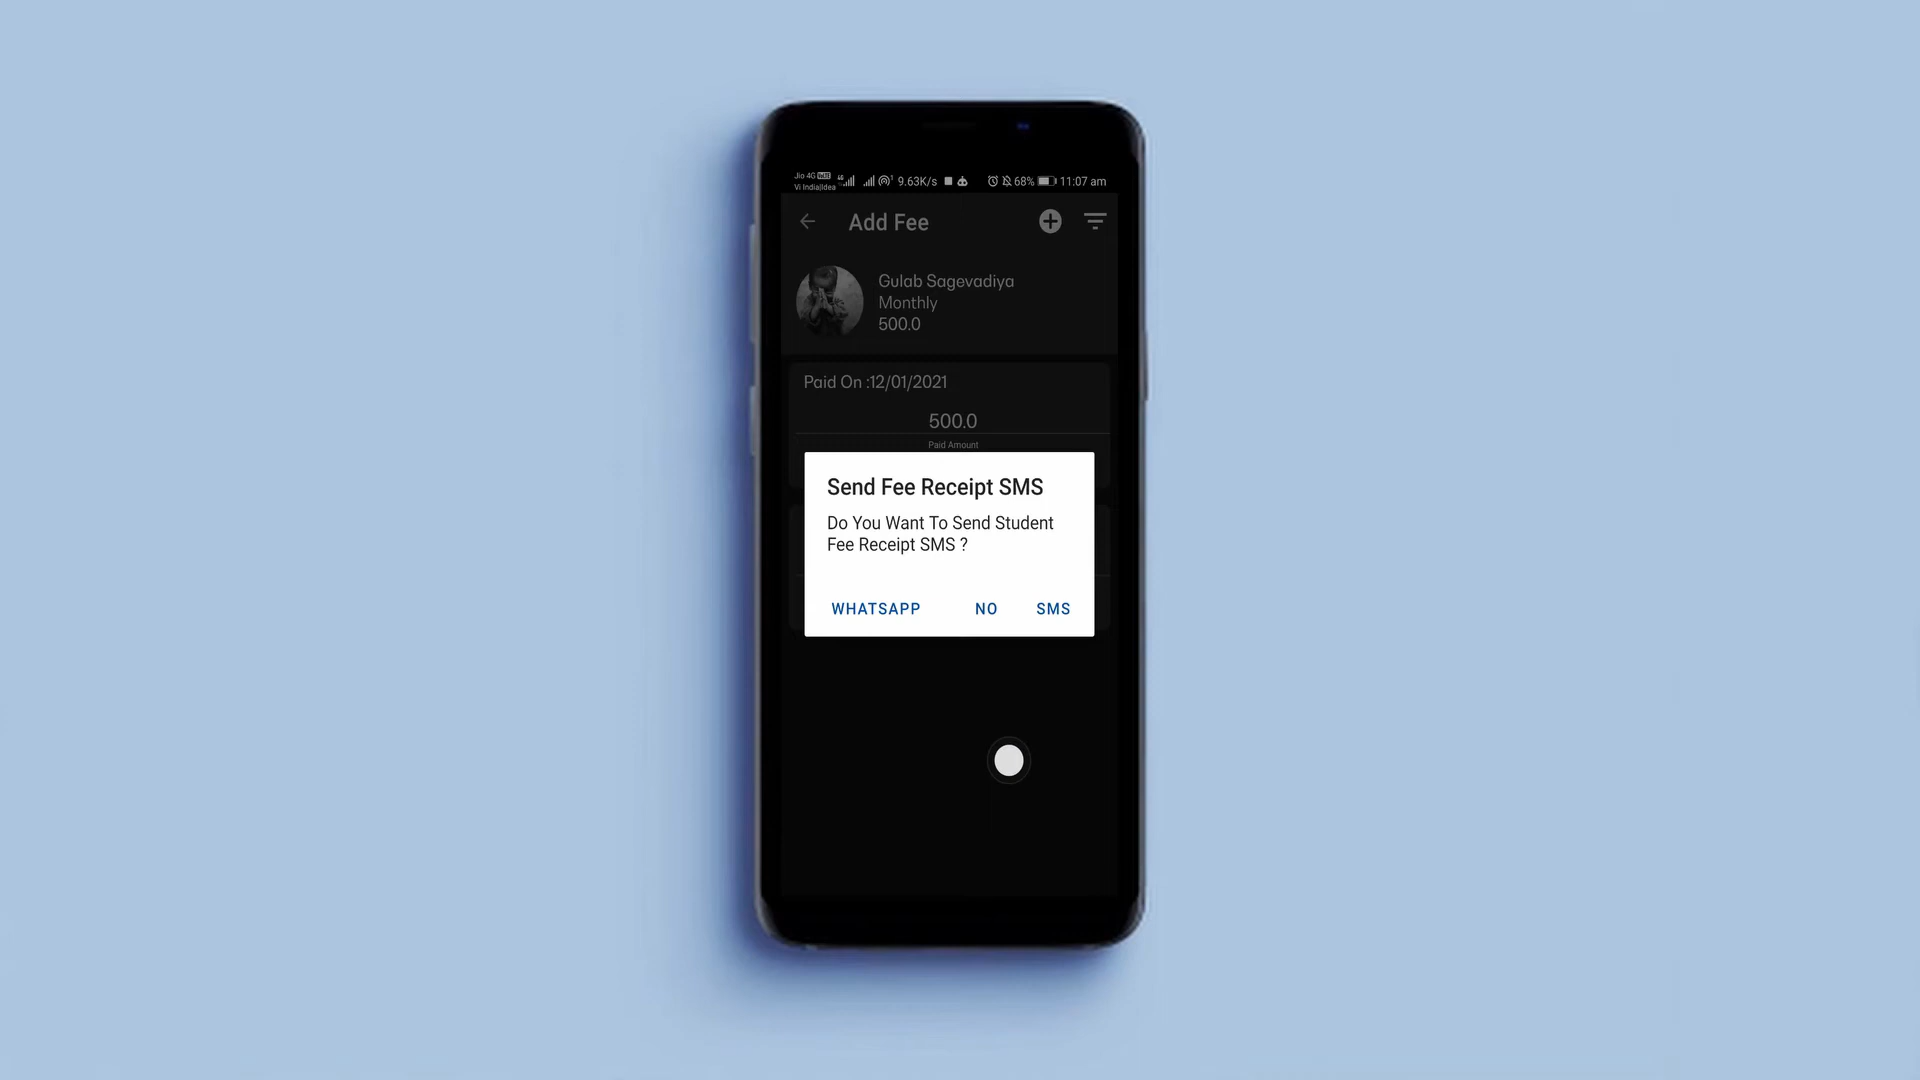 Jio 4G VoLTE
Vi India|Idea
9.63K/s
68%
11:07 am
Add Fee
Gulab Sagevadiya
Monthly
500.0
Paid On :12/01/2021
500.0
Paid Amount
Send Fee Receipt SMS
Do You Want To Send Student
Fee Receipt SMS ?
WHATSAPP
NO
SMS